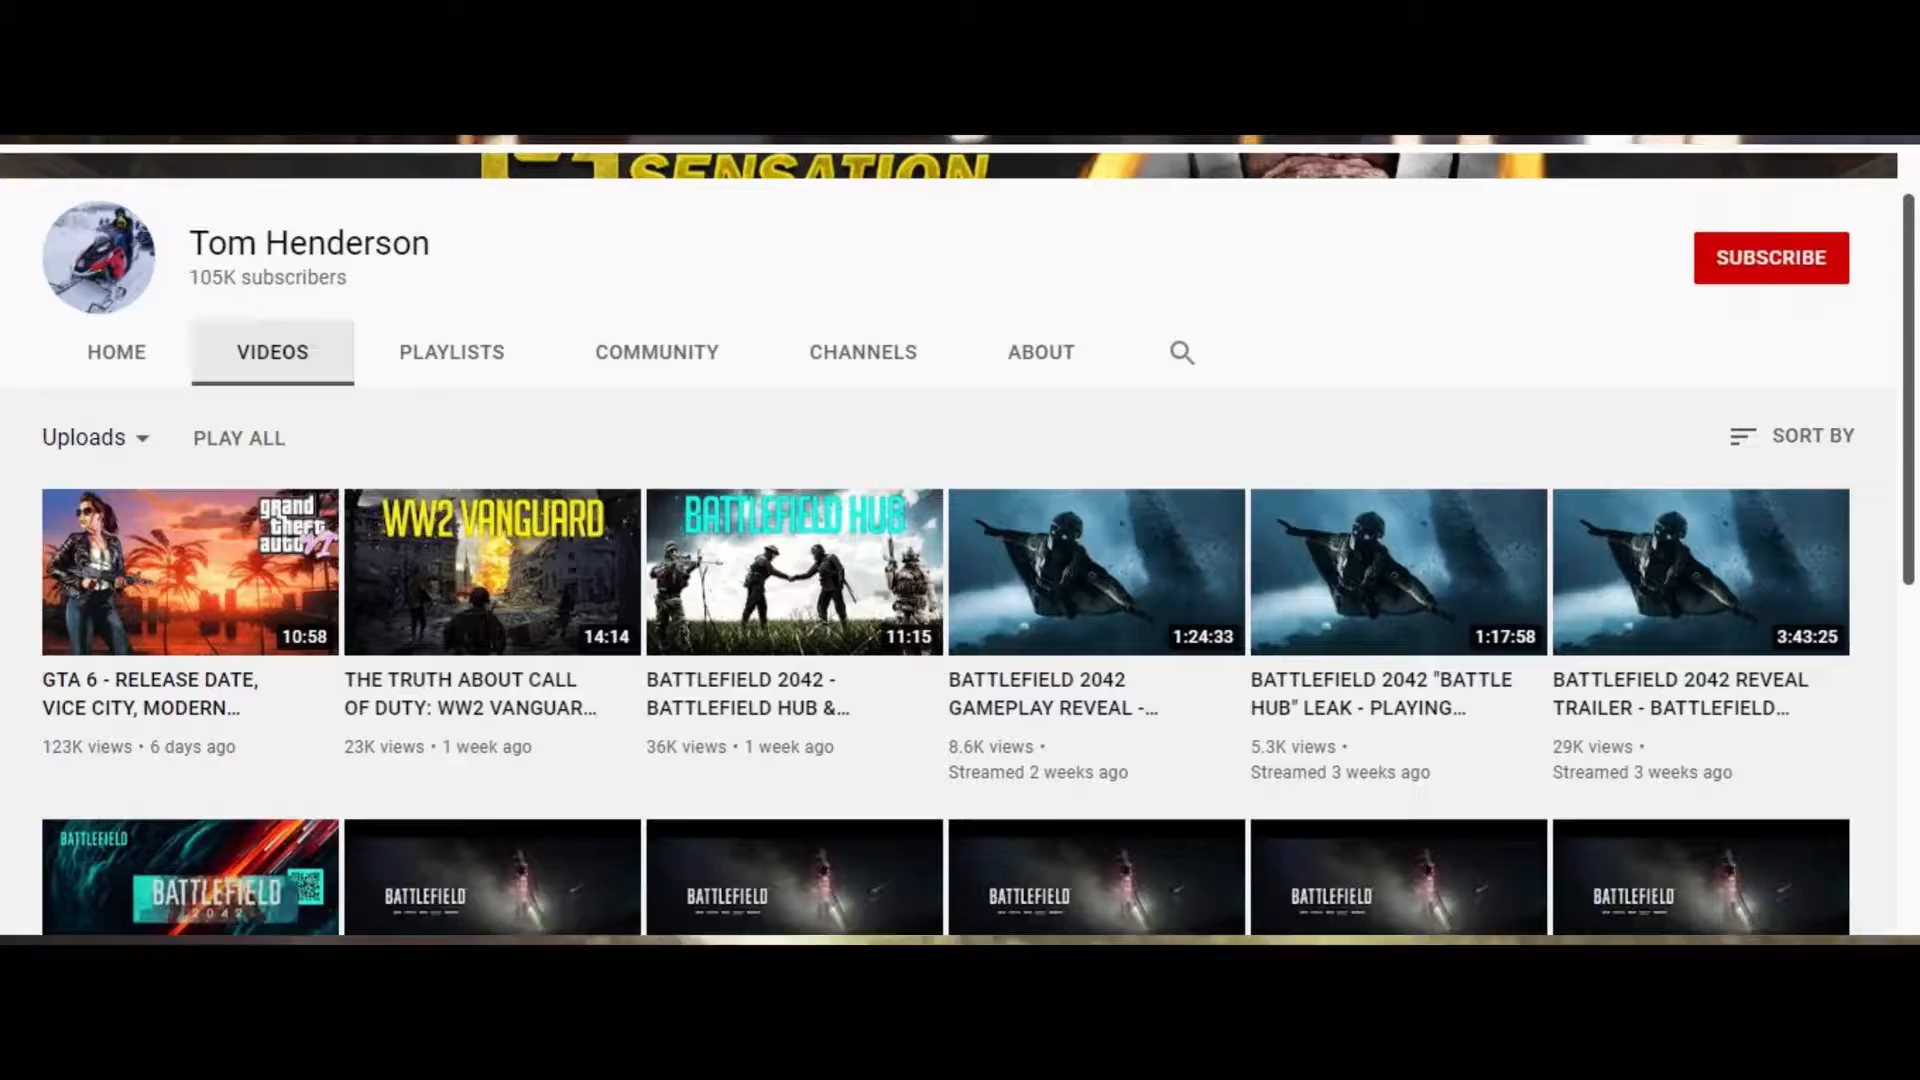 SENSATION
Tom Henderson
105K subscribers
SUBSCRIBE
HOME VIDEOS PLAYLISTS COMMUNITY CHANNELS ABOUT
Uploads PLAY ALL SORT BY
grand
theft
auto VI
10:58
WW2 VANGUARD
14:14
BATTLEFIELD HUB
11:15
1:24:33
1:17:58
3:43:25
GTA 6 - RELEASE DATE,
VICE CITY, MODERN...
123K views • 6 days ago
THE TRUTH ABOUT CALL
OF DUTY: WW2 VANGUAR...
23K views • 1 week ago
BATTLEFIELD 2042 -
BATTLEFIELD HUB &...
36K views • 1 week ago
BATTLEFIELD 2042
GAMEPLAY REVEAL -...
8.6K views •
Streamed 2 weeks ago
BATTLEFIELD 2042 "BATTLE
HUB" LEAK - PLAYING...
5.3K views •
Streamed 3 weeks ago
BATTLEFIELD 2042 REVEAL
TRAILER - BATTLEFIELD...
29K views •
Streamed 3 weeks ago
BATTLEFIELD
BATTLEFIELD
2042
BATTLEFIELD
BATTLEFIELD
BATTLEFIELD
BATTLEFIELD
BATTLEFIELD